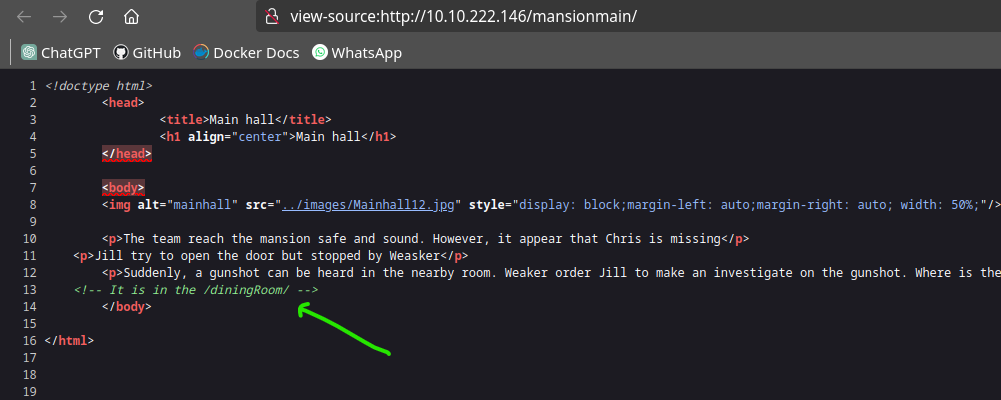 view-source:http://10.10.222.146/mansionmain/
ChatGPT GitHub Docker Docs WhatsApp
1 <!doctype html>
2 <head>
3 <title>Main hall</title>
4 <h1 align="center">Main hall</h1>
5 </head>
6
7 <body>
8 <img alt="mainhall" src="../images/Mainhall12.jpg" style="display: block;margin-left: auto;margin-right: auto; width: 50%;"/>
9
10 <p>The team reach the mansion safe and sound. However, it appear that Chris is missing</p>
11 <p>Jill try to open the door but stopped by Weasker</p>
12 <p>Suddenly, a gunshot can be heard in the nearby room. Weaker order Jill to make an investigate on the gunshot. Where is the
13 <!-- It is in the /diningRoom/ -->
14 </body>
15
16 </html>
17
18
19